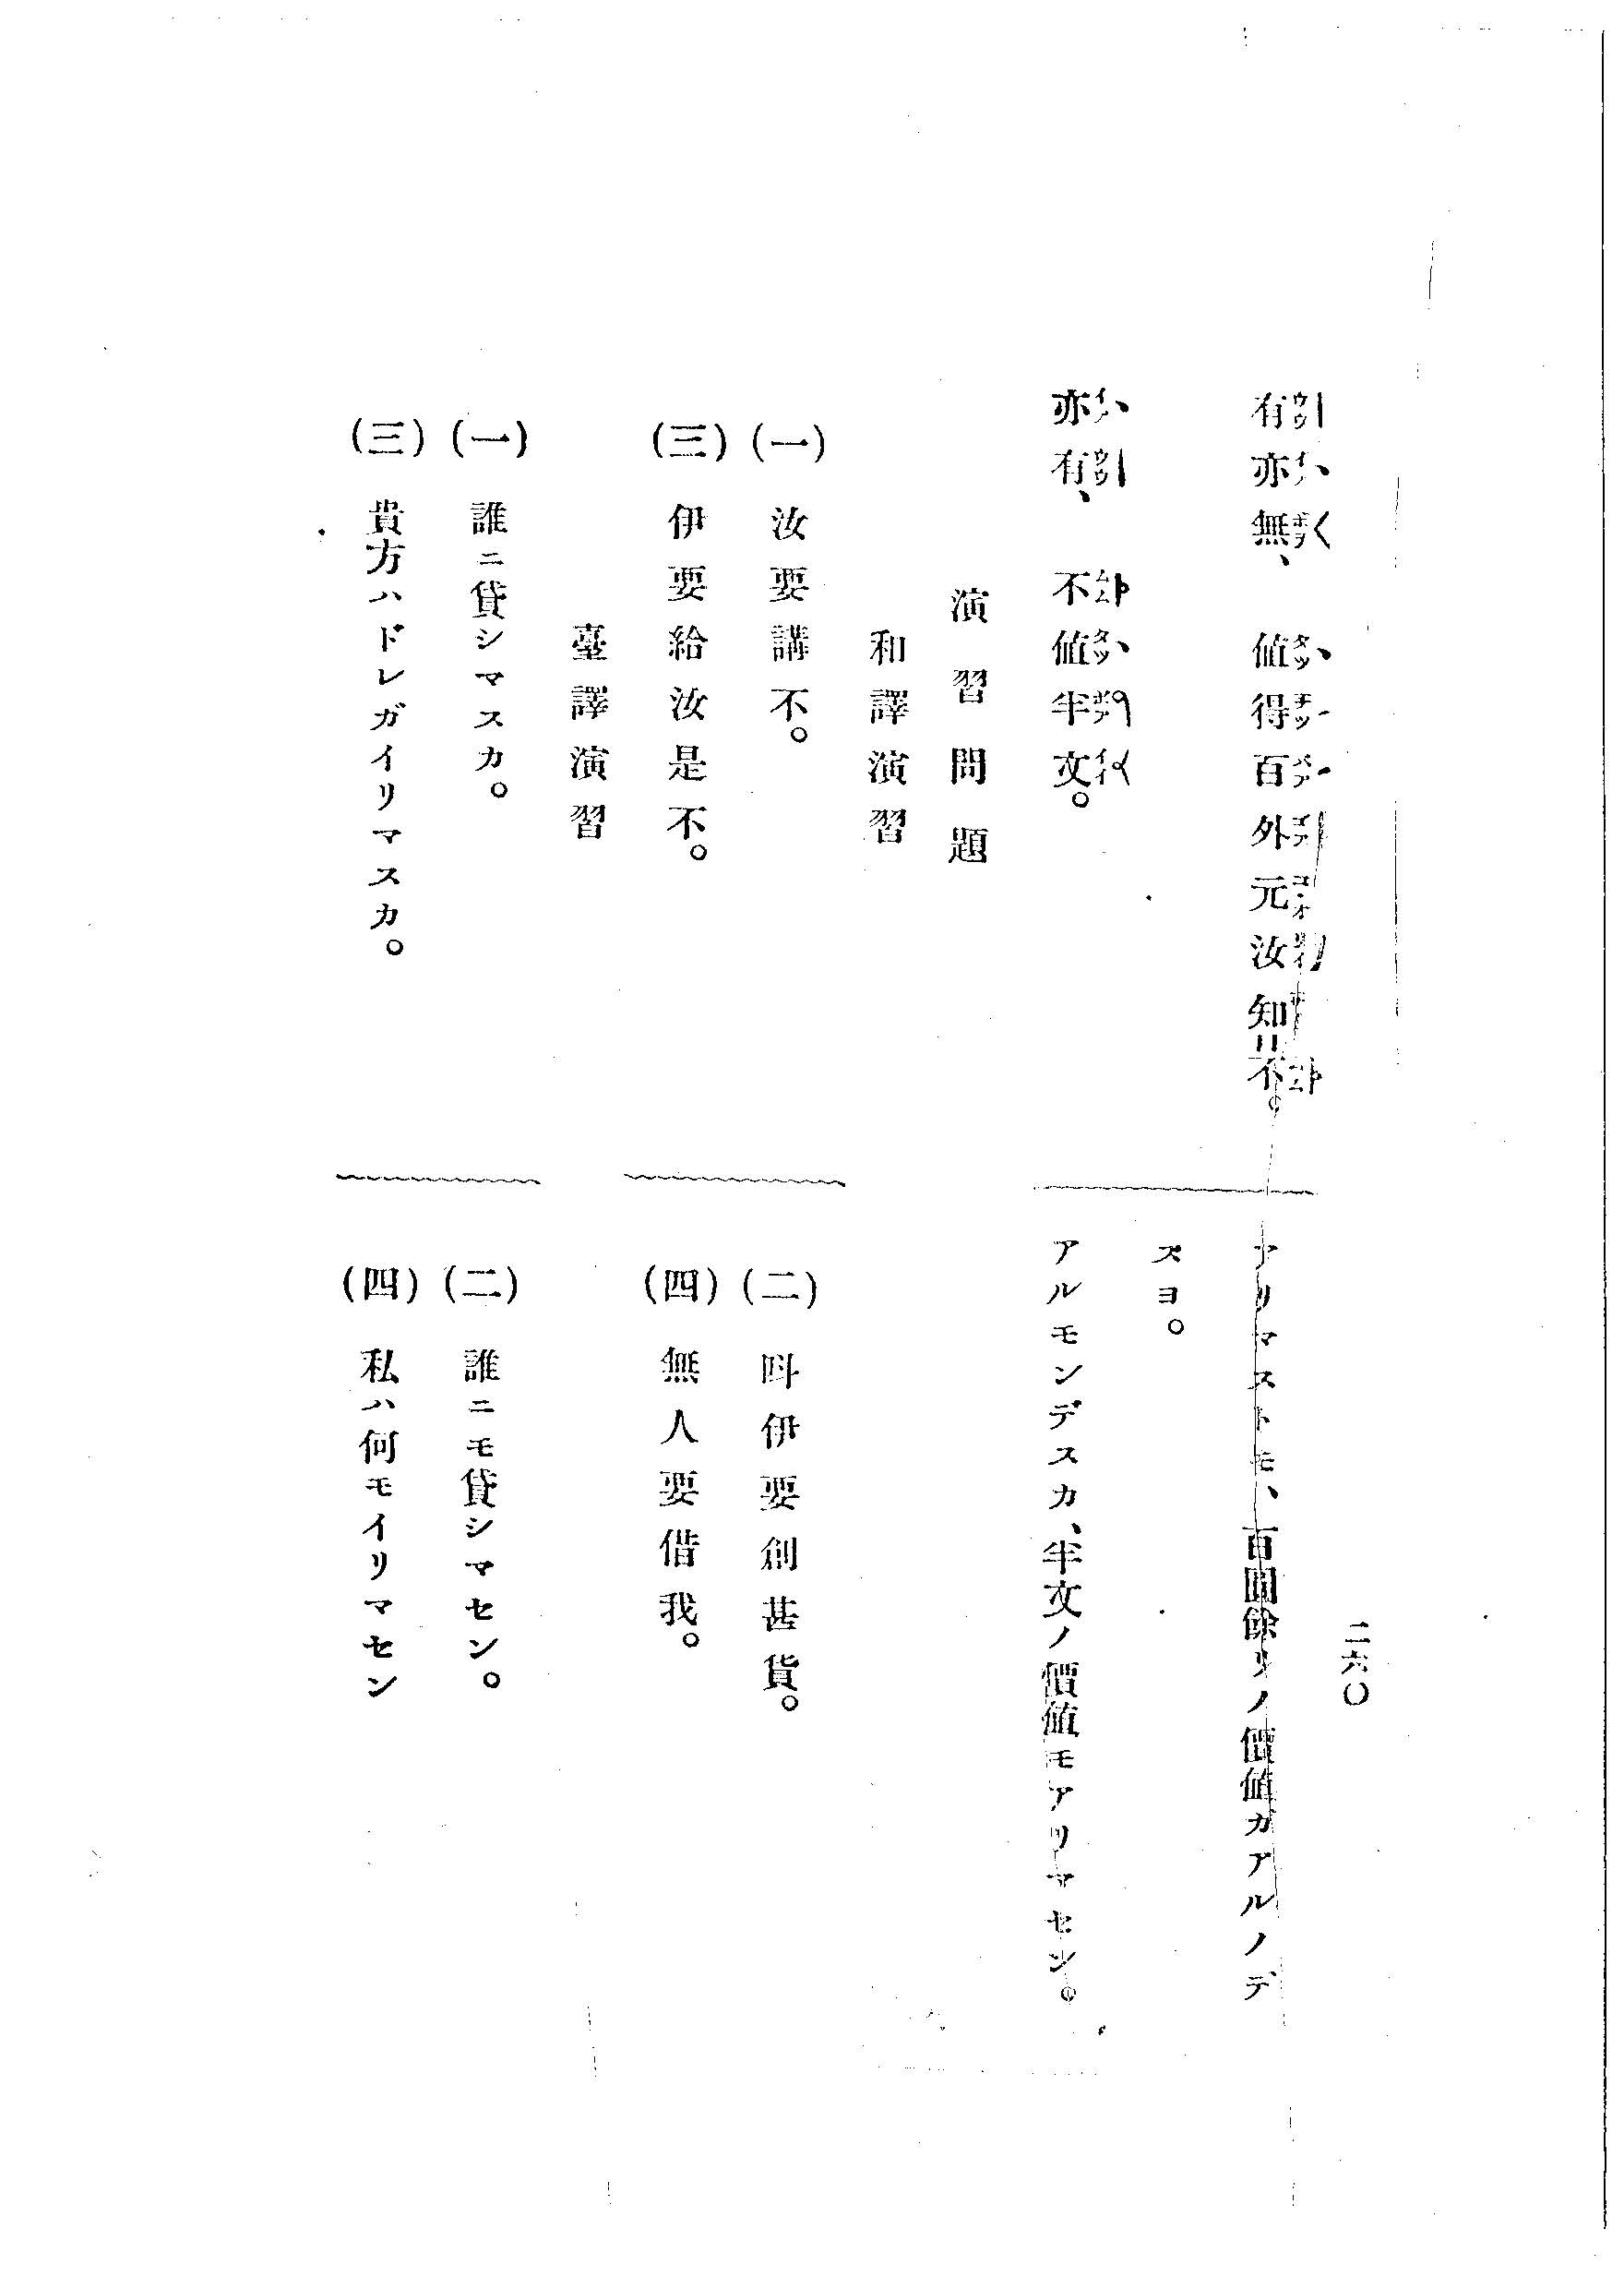 二六〇
有亦無、值得百外元汝知不。
アリマストモ、百圓餘リノ價値ガアルノデ
スヨ。
亦有、不值半文。
アルモンデスカ、半文ノ價値モアリマセン。
演習問題
和譯演習
(一) 汝要講不。
(二) 呌伊要創甚貨。
(三) 伊要給汝是不。
(四) 無人要借我。
臺譯演習
(一) 誰ニ貸シマスカ。
(二) 誰ニモ貸シマセン。
(三) 貴方ハドレガイリマスカ。
(四) 私ハ何モイリマセン